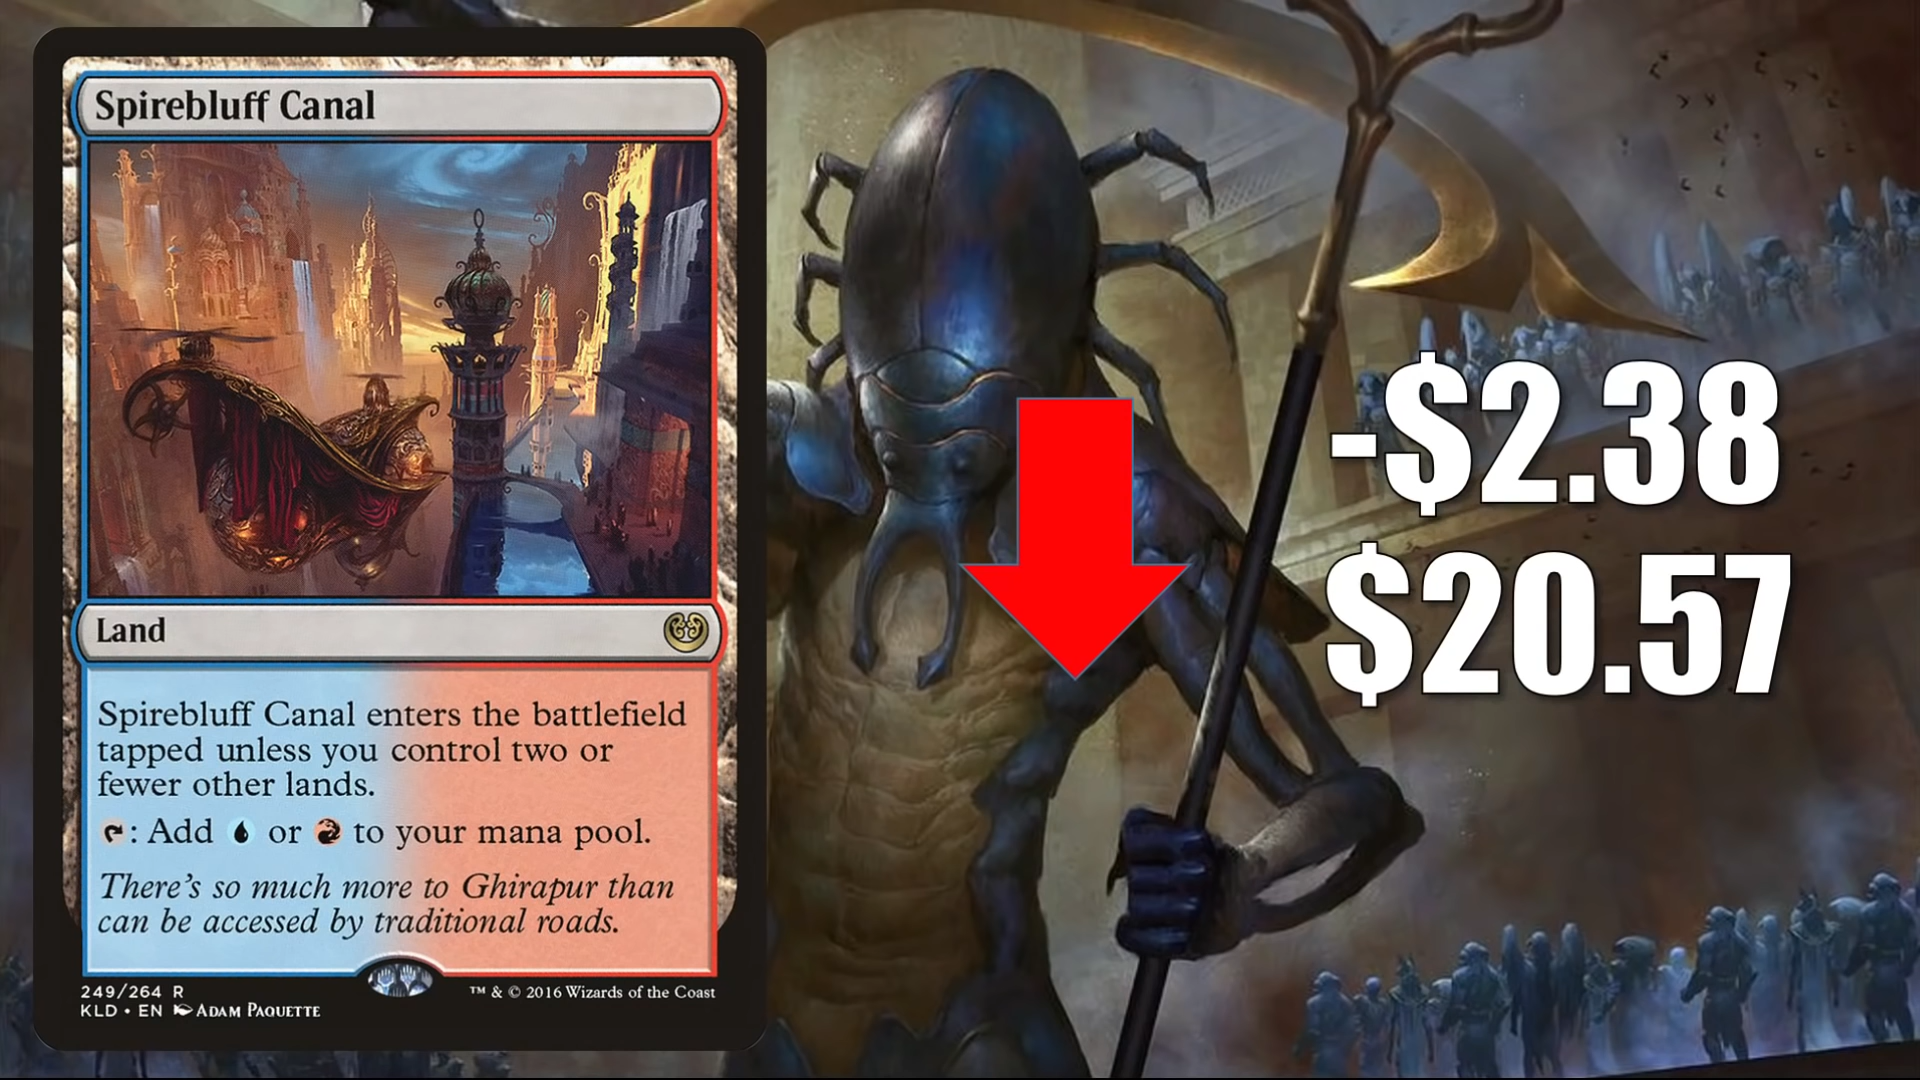 Spirebluff Canal
Land
Spirebluff Canal enters the battlefield
tapped unless you control two or
fewer other lands.
: Add or to your mana pool.
There's so much more to Ghirapur than
can be accessed by traditional roads.
249/264 R
KLD • EN ADAM PAQUETTE
™ & © 2016 Wizards of the Coast
-$2.38
$20.57